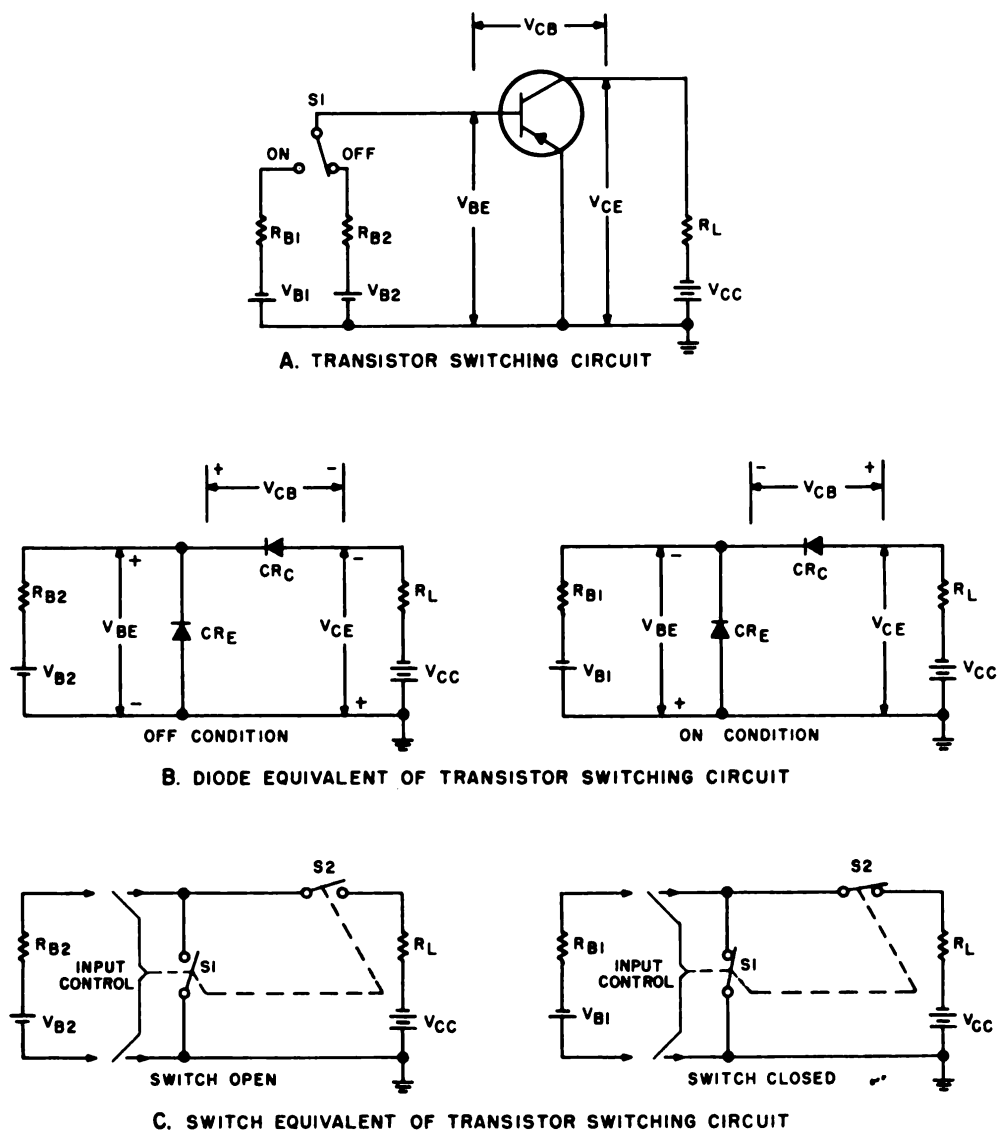 VCB
S1
ON OFF
VBE
VCE
RB1
RB2
RL
VB1
VB2
VCC
A. TRANSISTOR SWITCHING CIRCUIT
+ -
VCB
- +
VCB
CRC
CRC
+
-
-
+
RB2
RL
RB1
RL
VBE
CRE
VCE
VBE
CRE
VCE
VB2
VCC
VB1
VCC
-
+
+
-
OFF CONDITION
ON CONDITION
B. DIODE EQUIVALENT OF TRANSISTOR SWITCHING CIRCUIT
S2
S2
RB2
RL
RB1
RL
INPUT
CONTROL
S1
INPUT
CONTROL
S1
VB2
VCC
VB1
VCC
SWITCH OPEN
SWITCH CLOSED
C. SWITCH EQUIVALENT OF TRANSISTOR SWITCHING CIRCUIT